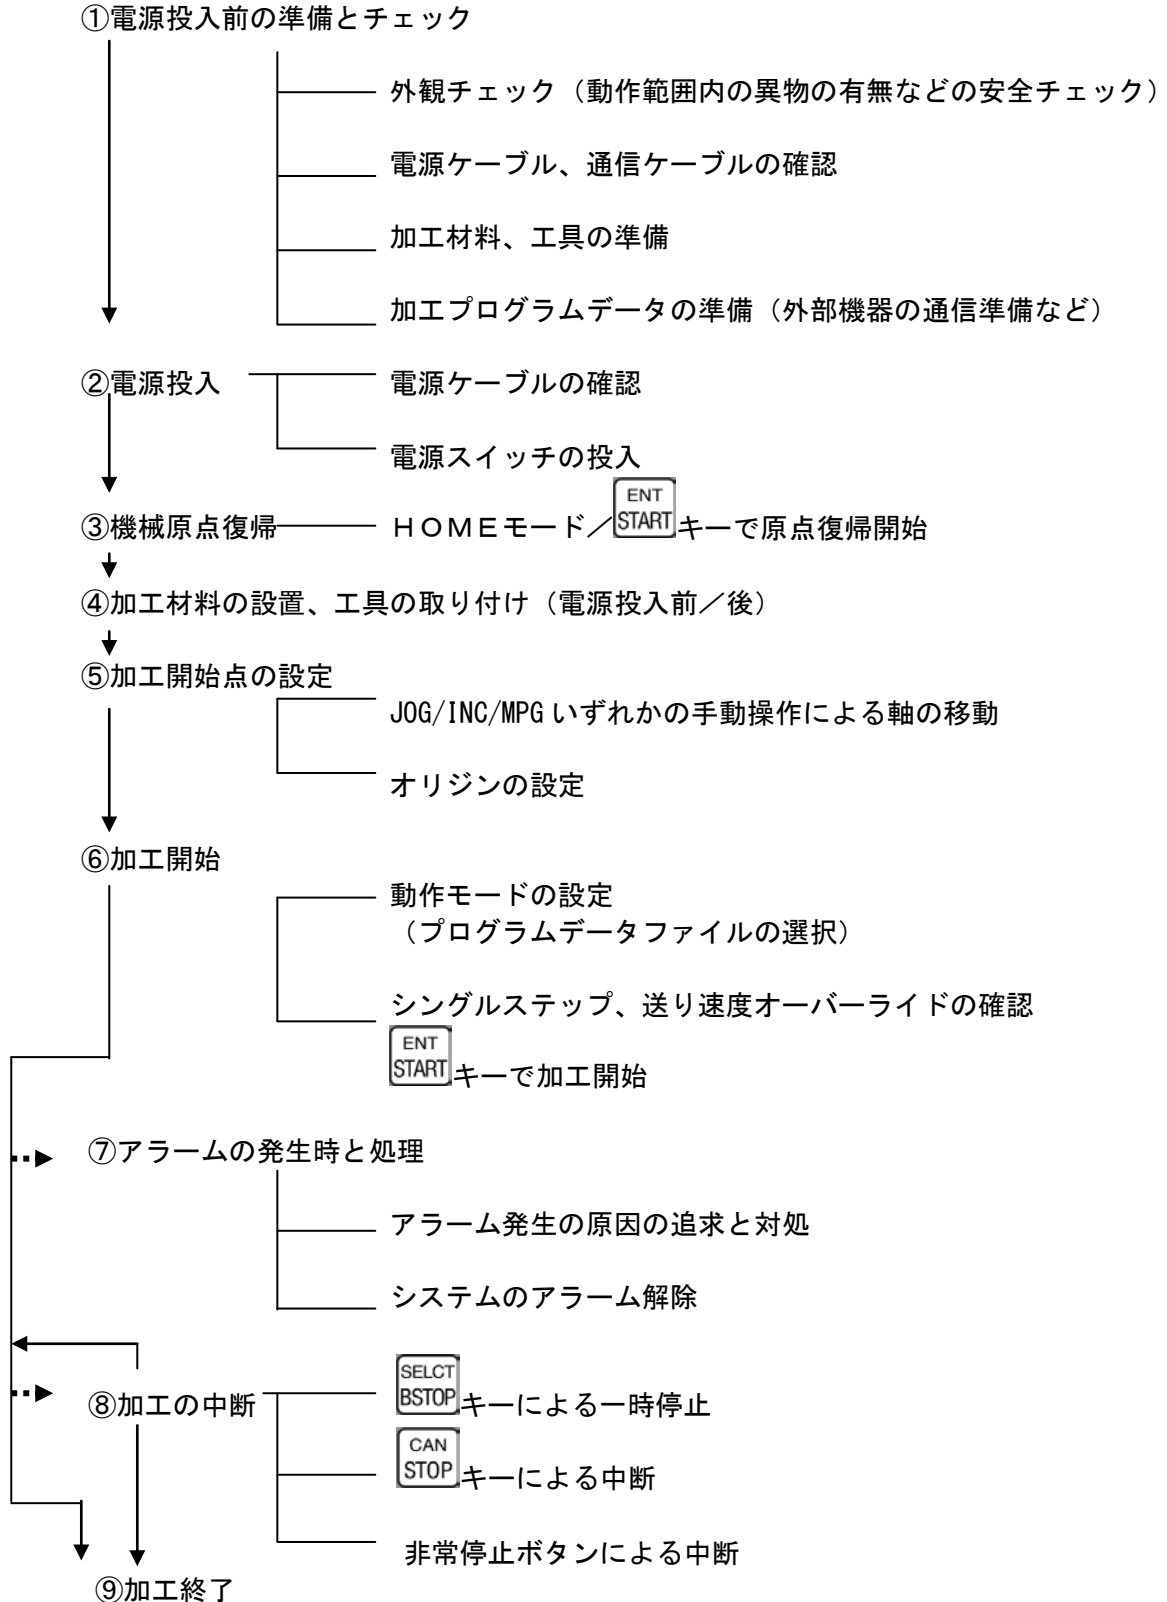 ①電源投入前の準備とチェック
外観チェック（動作範囲内の異物の有無などの安全チェック）
電源ケーブル、通信ケーブルの確認
加工材料、工具の準備
加工プログラムデータの準備（外部機器の通信準備など）
②電源投入 電源ケーブルの確認
電源スイッチの投入
③機械原点復帰 ＨＯＭＥモード／ENT START キーで原点復帰開始
④加工材料の設置、工具の取り付け（電源投入前／後）
⑤加工開始点の設定
JOG/INC/MPG いずれかの手動操作による軸の移動
オリジンの設定
⑥加工開始
動作モードの設定
（プログラムデータファイルの選択）
シングルステップ、送り速度オーバーライドの確認
ENT START キーで加工開始
⑦アラームの発生時と処理
アラーム発生の原因の追求と対処
システムのアラーム解除
⑧加工の中断 SELCT BSTOP キーによる一時停止
CAN STOP キーによる中断
非常停止ボタンによる中断
⑨加工終了